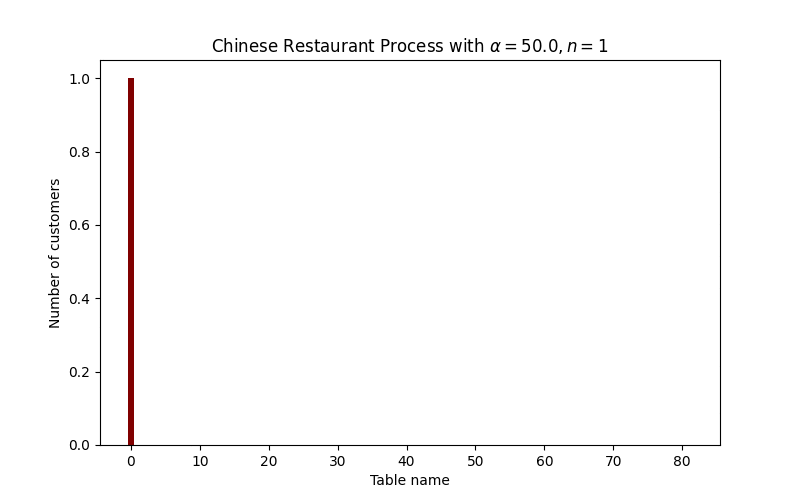 Chinese Restaurant Process with α = 50.0, n = 1
1.0
0.8
0.6
0.4
0.2
0.0
Number of customers
0 10 20 30 40 50 60 70 80
Table name